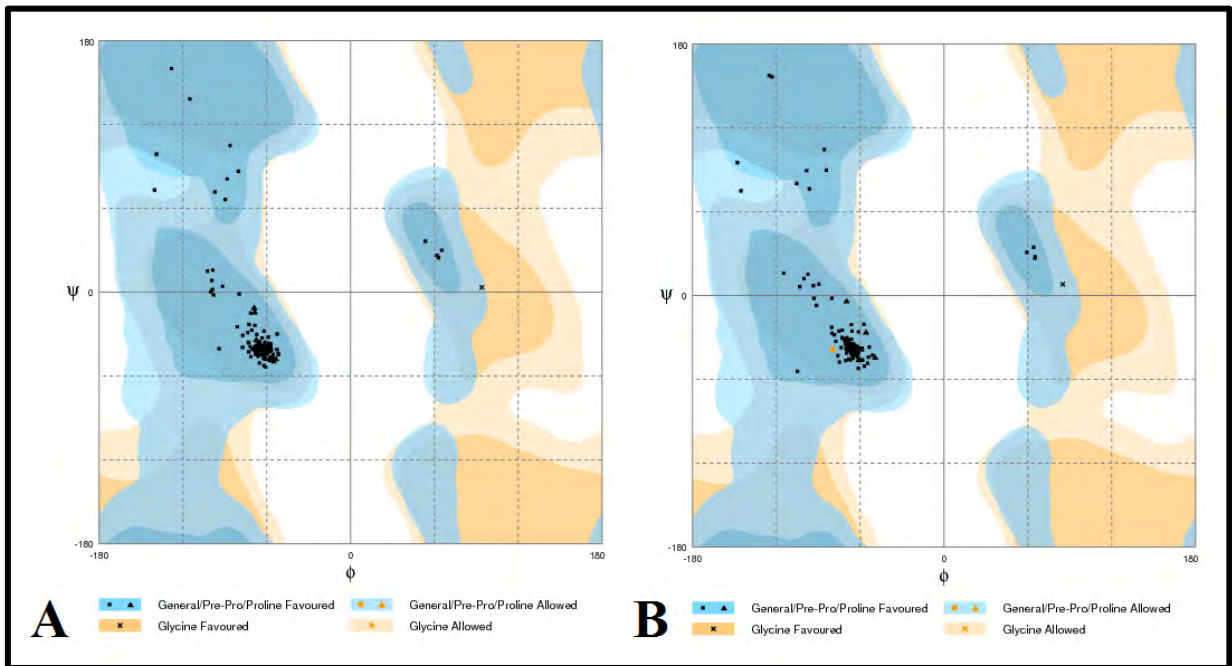 180
ψ
0
-180
-180
0
180
ϕ
A
General/Pre-Pro/Proline Favoured
General/Pre-Pro/Proline Allowed
Glycine Favoured
Glycine Allowed
180
ψ
0
-180
-180
0
180
ϕ
B
General/Pre-Pro/Proline Favoured
General/Pre-Pro/Proline Allowed
Glycine Favoured
Glycine Allowed